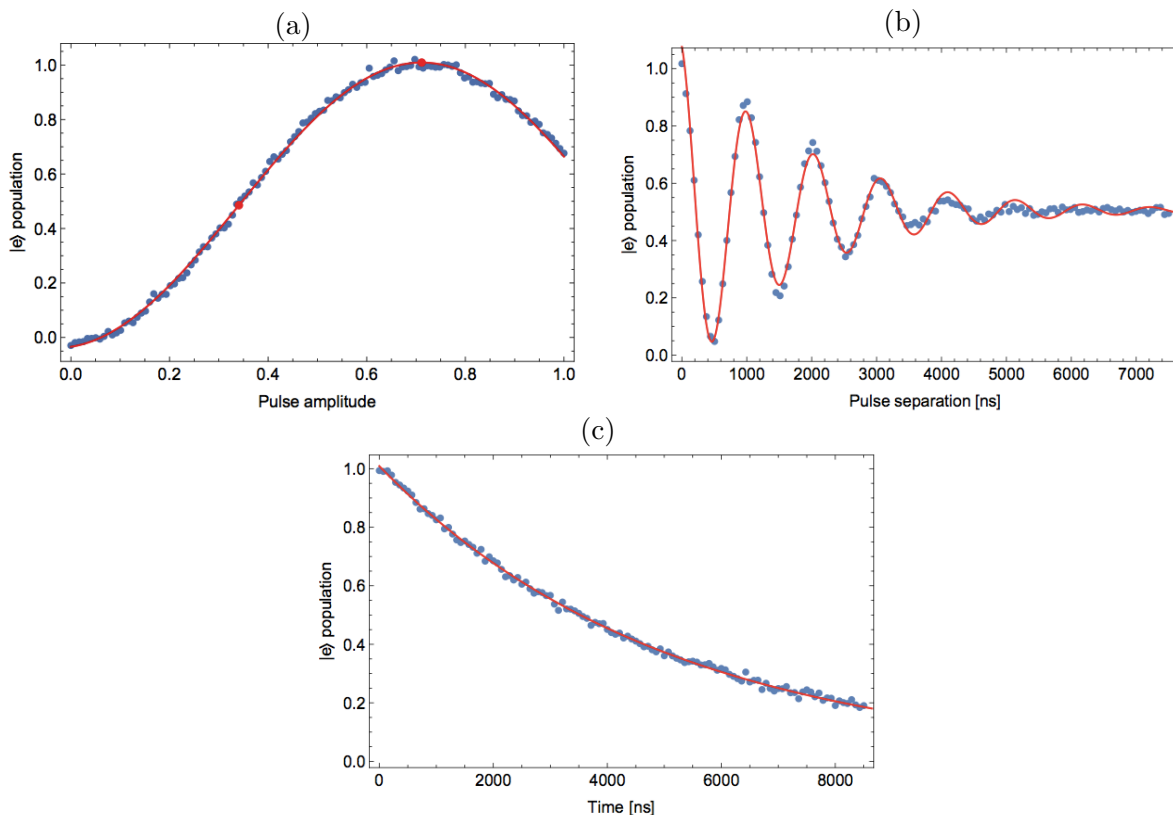 (a)
|e⟩ population
1.0
0.8
0.6
0.4
0.2
0.0
0.0 0.2 0.4 0.6 0.8 1.0
Pulse amplitude
(b)
|e⟩ population
1.0
0.8
0.6
0.4
0.2
0.0
0 1000 2000 3000 4000 5000 6000 7000
Pulse separation [ns]
(c)
|e⟩ population
1.0
0.8
0.6
0.4
0.2
0.0
0 2000 4000 6000 8000
Time [ns]